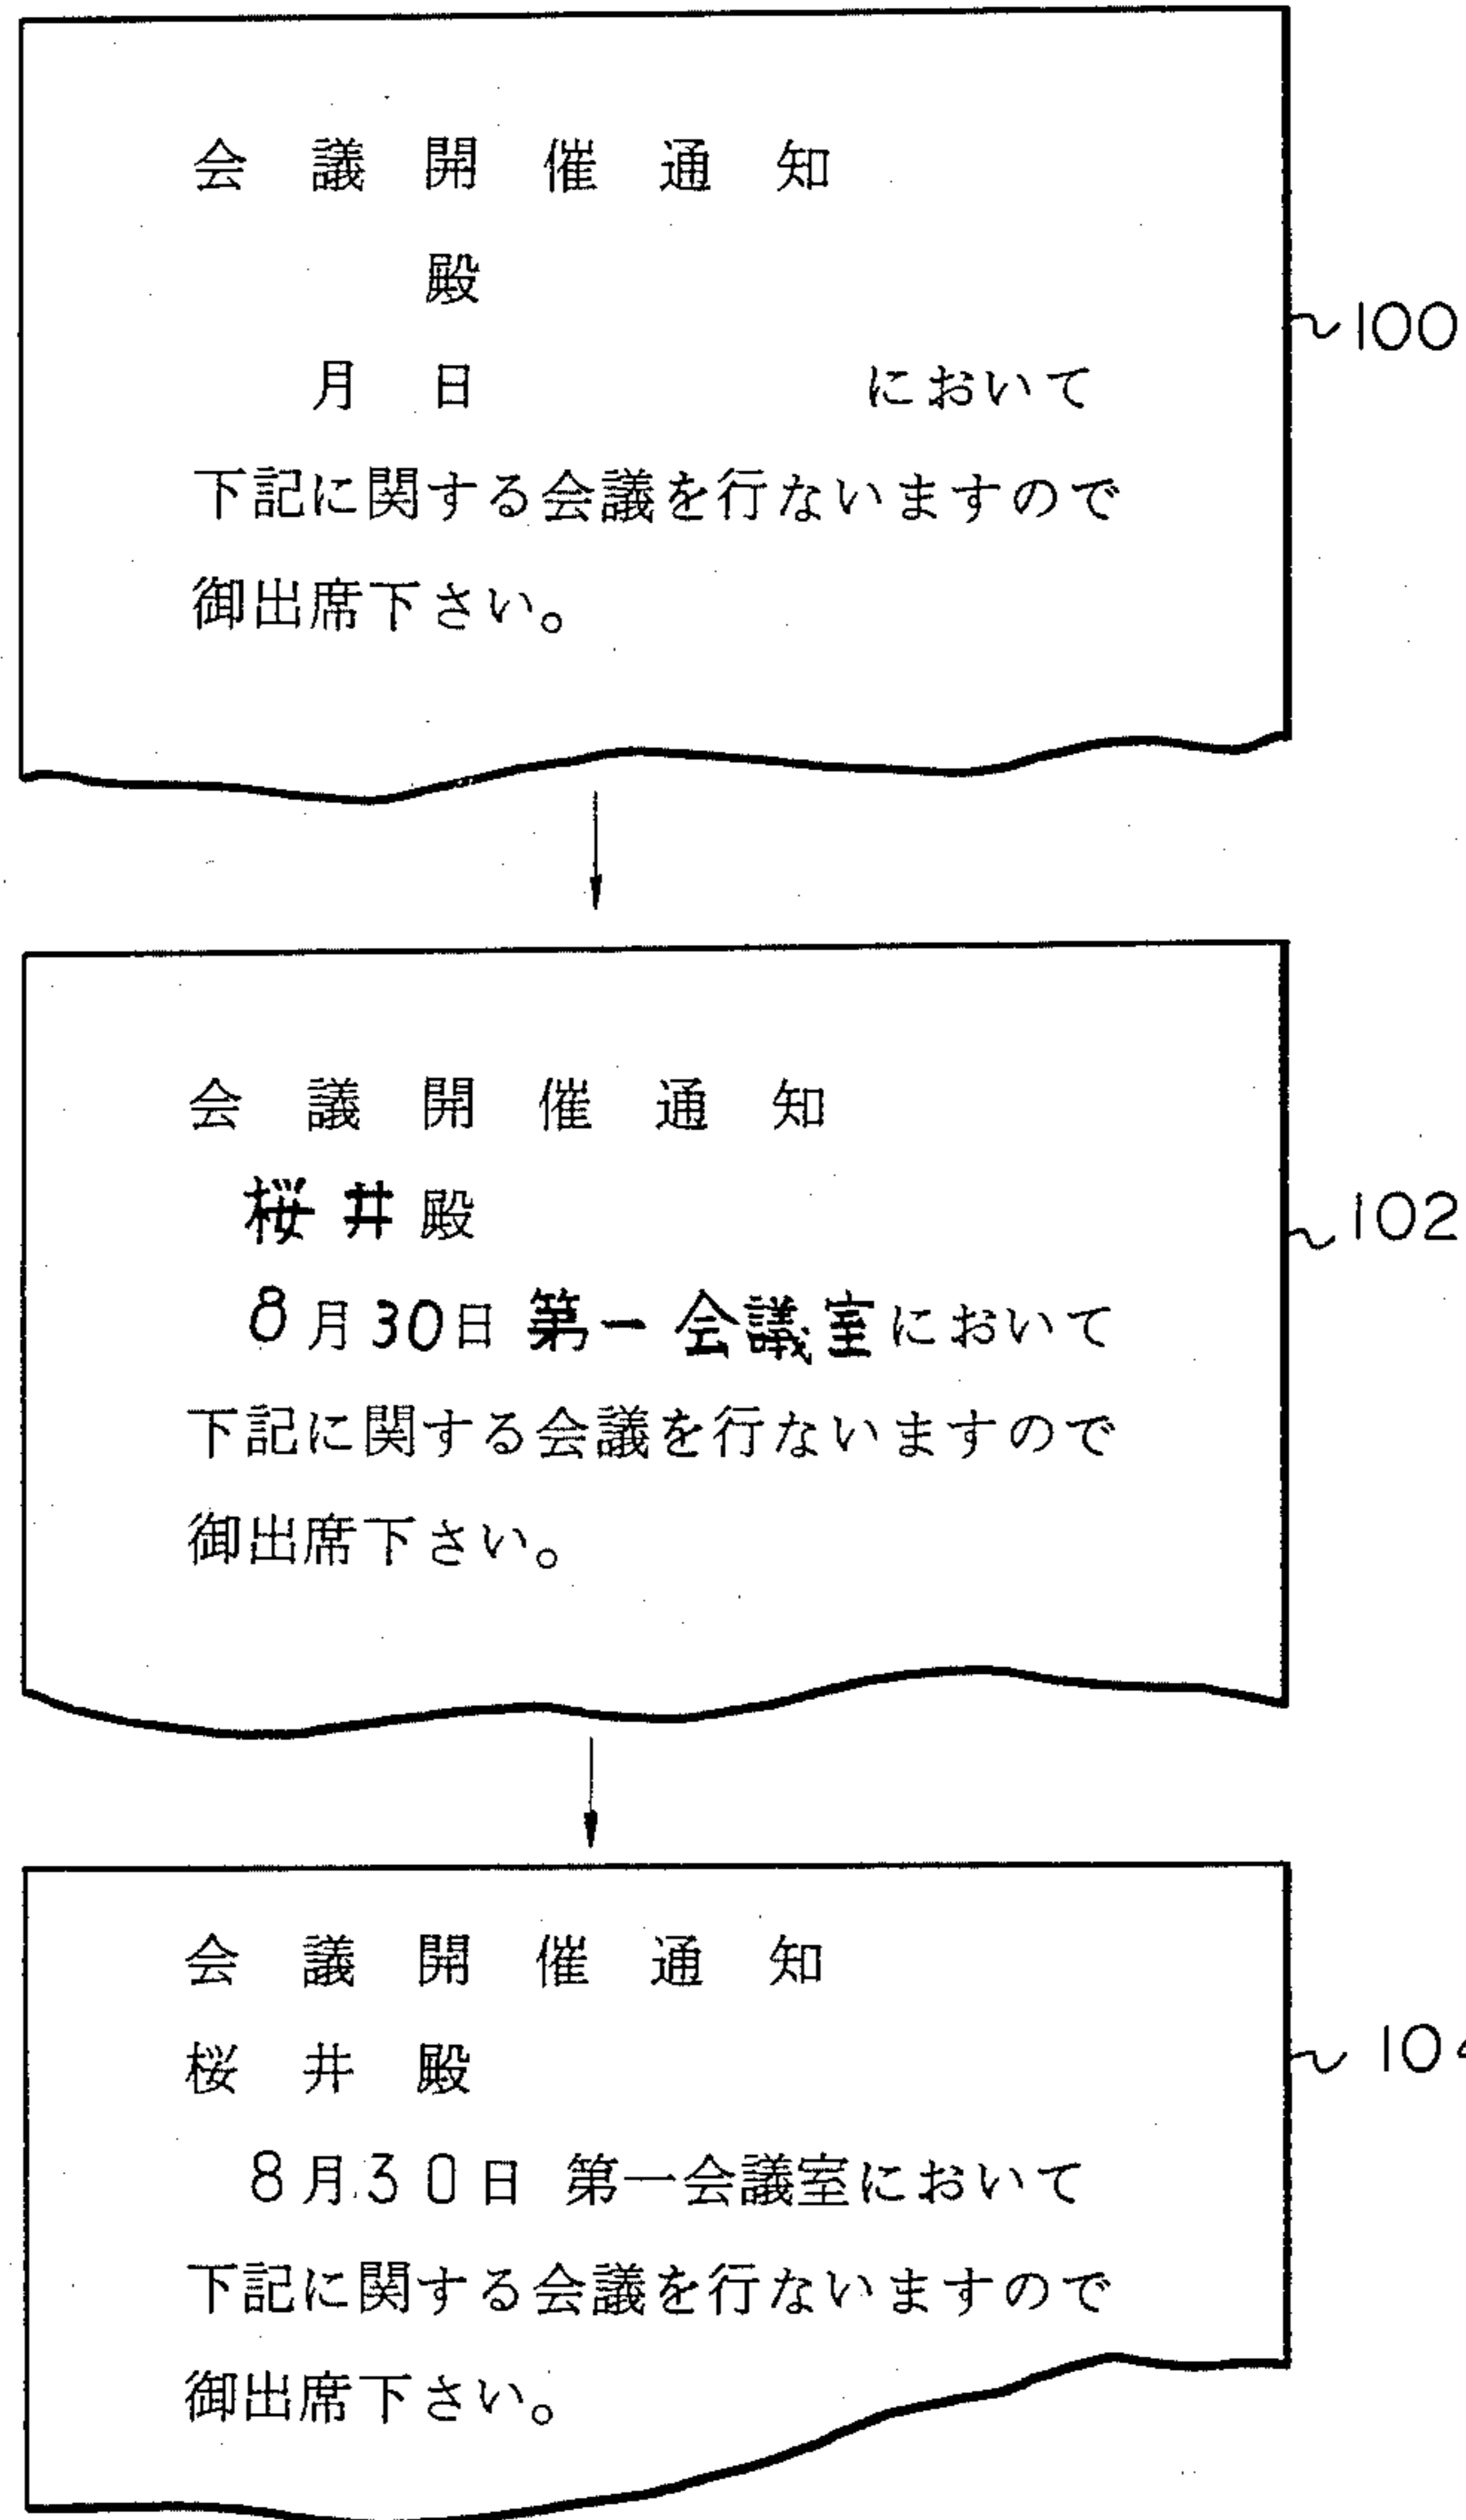 会 議 開 催 通 知
殿
月 日 において
100
下記に関する会議を行ないますので
御出席下さい。
会 議 開 催 通 知
桜 井 殿
102
8月30日 第一会議室において
下記に関する会議を行ないますので
御出席下さい。
会 議 開 催 通 知
桜 井 殿
104
8月30日 第一会議室において
下記に関する会議を行ないますので
御出席下さい。